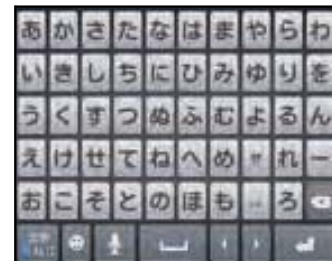 あ か さ た な は ま や ら わ
い き し ち に ひ み ゆ り を
う く す つ ぬ ふ む よ る ん
え け せ て ね へ め れ ー
お こ そ と の ほ も ろ